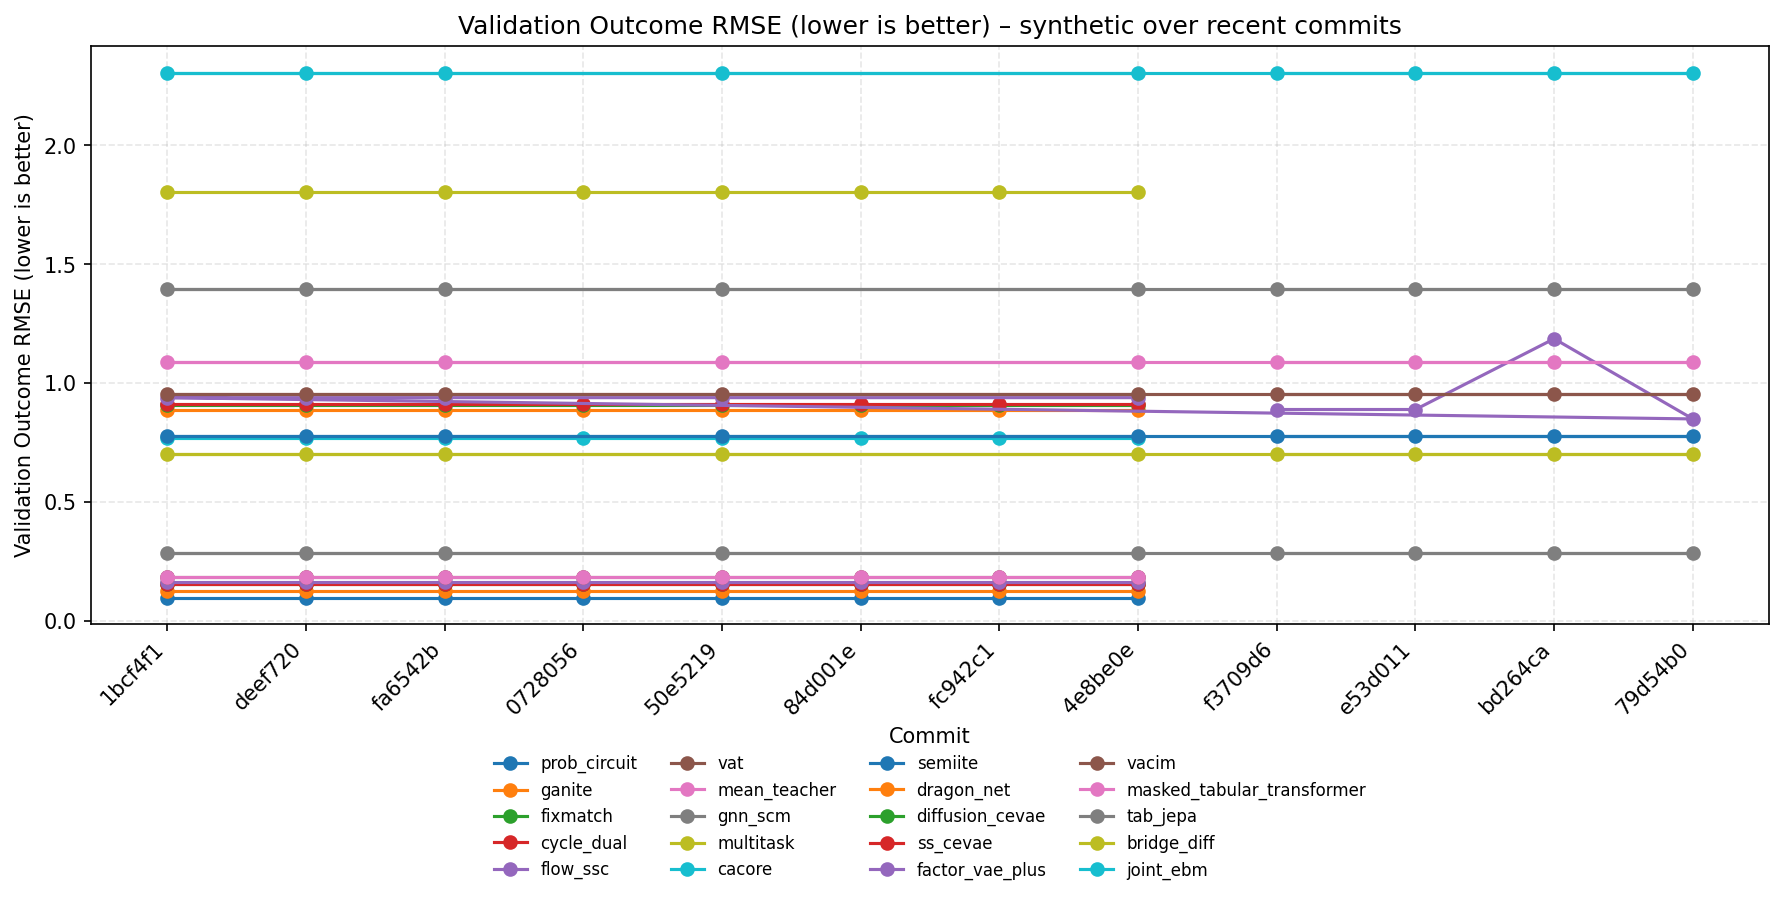 Validation Outcome RMSE (lower is better) – synthetic over recent commits
Validation Outcome RMSE (lower is better)
2.0
1.5
1.0
0.5
0.0
1bcf4f1
deef720
fa6542b
0728056
50e5219
84d001e
fc942c1
4e8be0e
f3709d6
e53d011
bd264ca
79d54b0
Commit
prob_circuit
ganite
fixmatch
cycle_dual
flow_ssc
vat
mean_teacher
gnn_scm
multitask
cacore
semiite
dragon_net
diffusion_cevae
ss_cevae
factor_vae_plus
vacim
masked_tabular_transformer
tab_jepa
bridge_diff
joint_ebm